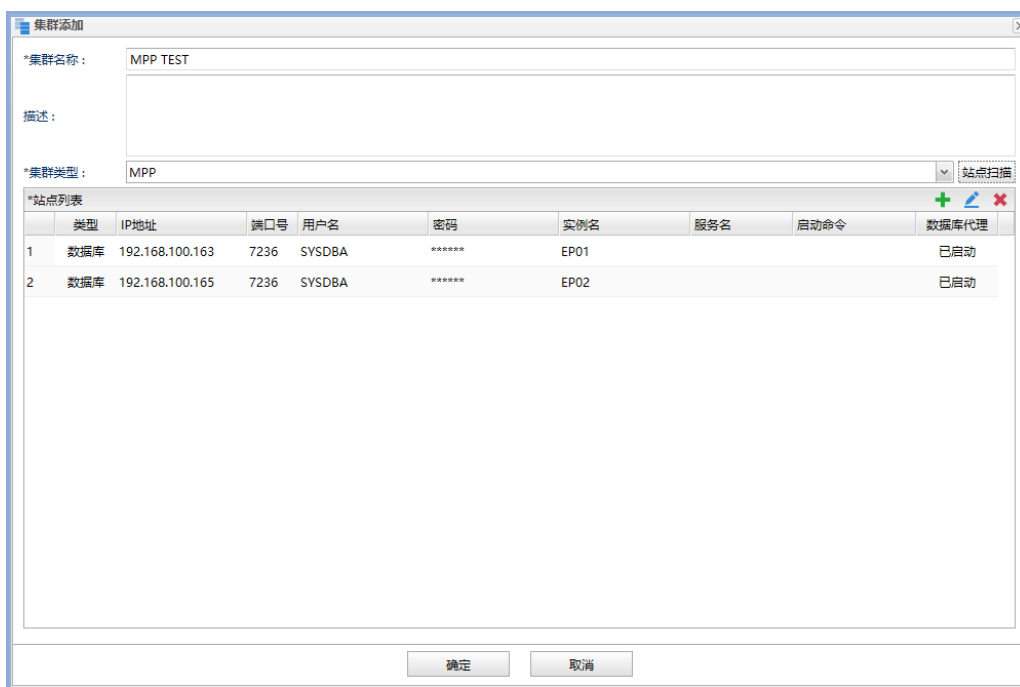 集群添加
*集群名称： MPP TEST
描述：
*集群类型： MPP 站点扫描
*站点列表
类型 IP地址 端口号 用户名 密码 实例名 服务名 启动命令 数据库代理
1 数据库 192.168.100.163 7236 SYSDBA ****** EP01 已启动
2 数据库 192.168.100.165 7236 SYSDBA ****** EP02 已启动
确定 取消